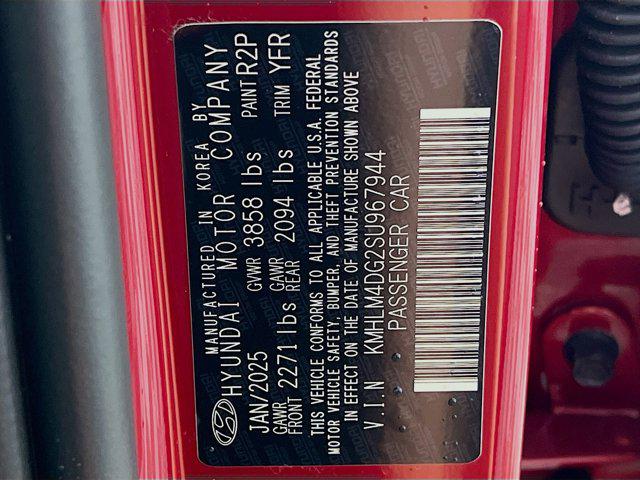 MANUFACTURED IN KOREA BY
HYUNDAI MOTOR COMPANY
JAN/2025 GVWR 3858 lbs PAINT R2P
GAWR FRONT 2271 lbs GAWR REAR 2094 lbs TRIM YFR
THIS VEHICLE CONFORMS TO ALL APPLICABLE U.S.A. FEDERAL
MOTOR VEHICLE SAFETY, BUMPER, AND THEFT PREVENTION STANDARDS
IN EFFECT ON THE DATE OF MANUFACTURE SHOWN ABOVE
V.I.N KMHLM4DG2SU967944
PASSENGER CAR